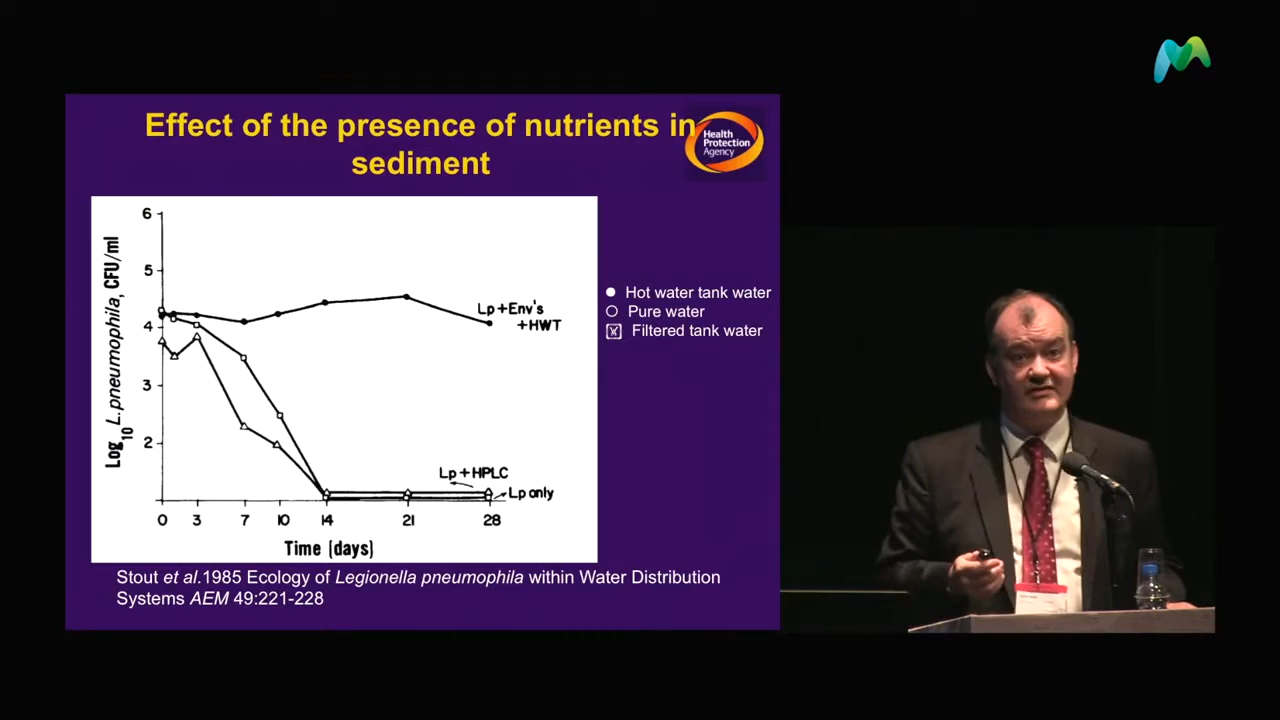 Effect of the presence of nutrients in
sediment
Health
Protection
Agency
6
5
4
3
2
Log10 L.pneumophila, CFU/ml
Lp+Env's
+HWT
Lp+HPLC
Lp only
0 3 7 10 14 21 28
Time (days)
Hot water tank water
Pure water
Filtered tank water
Stout et al.1985 Ecology of Legionella pneumophila within Water Distribution
Systems AEM 49:221-228